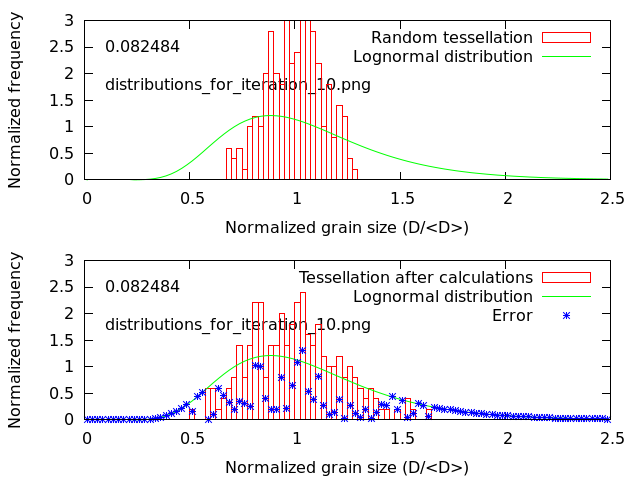 3
2.5
2
1.5
1
0.5
0
Normalized frequency
0.082484
distributions_for_iteration_10.png
Random tessellation
Lognormal distribution
0 0.5 1 1.5 2 2.5
Normalized grain size (D/<D>)
3
2.5
2
1.5
1
0.5
0
Normalized frequency
0.082484
distributions_for_iteration_10.png
Tessellation after calculations
Lognormal distribution
Error
0 0.5 1 1.5 2 2.5
Normalized grain size (D/<D>)